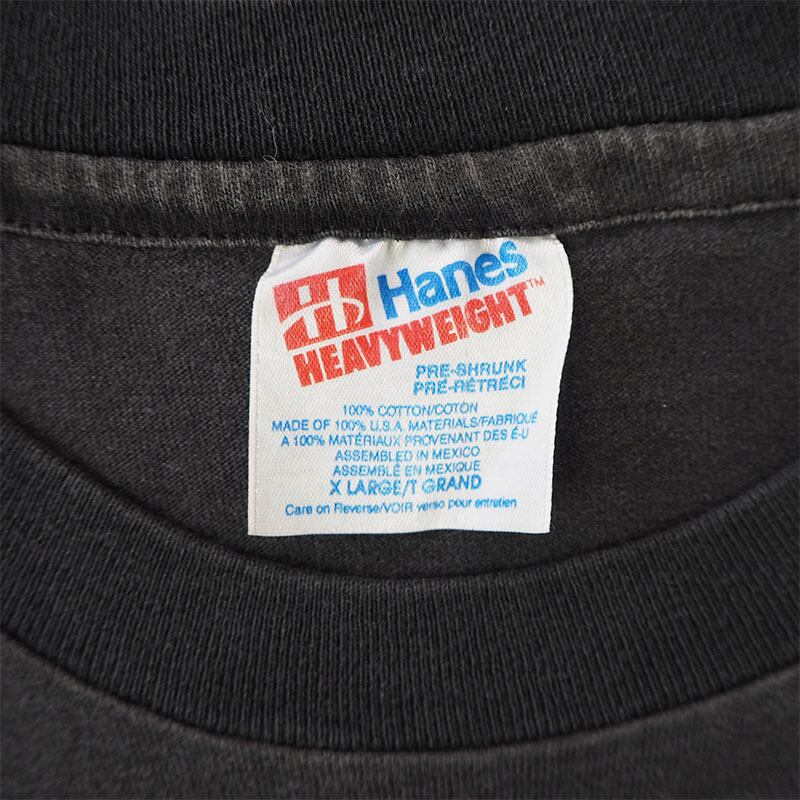 H Hanes
HEAVYWEIGHT™
PRE-SHRUNK
PRÉ-RÉTRÉCI
100% COTTON/COTON
MADE OF 100% U.S.A. MATERIALS/FABRIQUÉ
A 100% MATÉRIAUX PROVENANT DES É-U
ASSEMBLED IN MEXICO
ASSEMBLÉ EN MEXIQUE
X LARGE/T GRAND
Care on Reverse/VOIR verso pour entretien